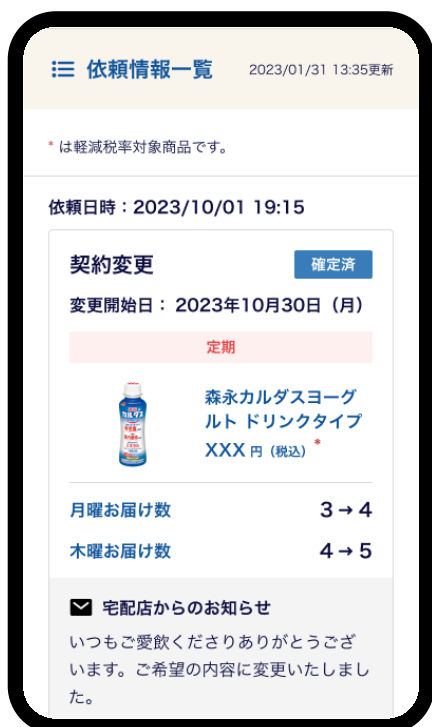 依頼情報一覧 2023/01/31 13:35更新
* は軽減税率対象商品です。
依頼日時：2023/10/01 19:15
契約変更 確定済
変更開始日： 2023年10月30日（月）
定期
森永カルダスヨーグ
ルト ドリンクタイプ
XXX 円（税込）*
カルダス
月曜お届け数 3→4
木曜お届け数 4→5
宅配店からのお知らせ
いつもご愛飲くださりありがとうござ
います。ご希望の内容に変更いたしまし
た。